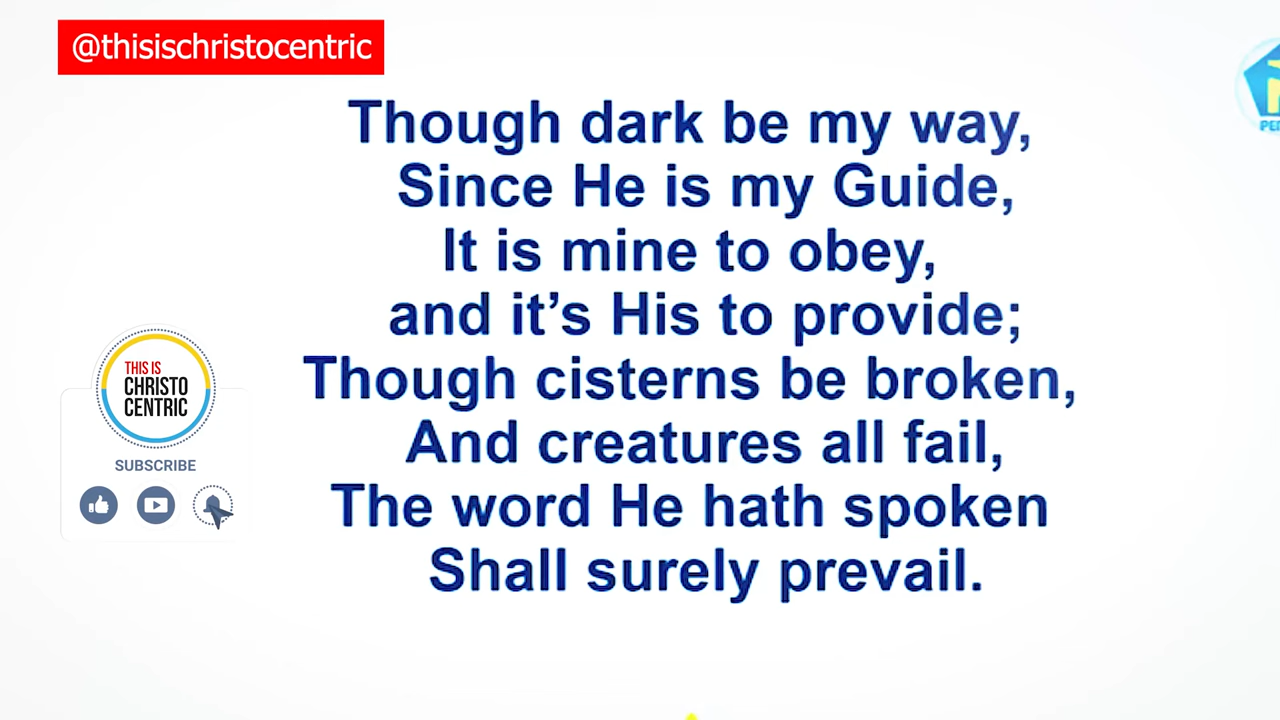 @thisischristocentric
Though dark be my way,
Since He is my Guide,
It is mine to obey,
and it’s His to provide;
Though cisterns be broken,
And creatures all fail,
The word He hath spoken
Shall surely prevail.
THIS IS
CHRISTO
CENTRIC
SUBSCRIBE